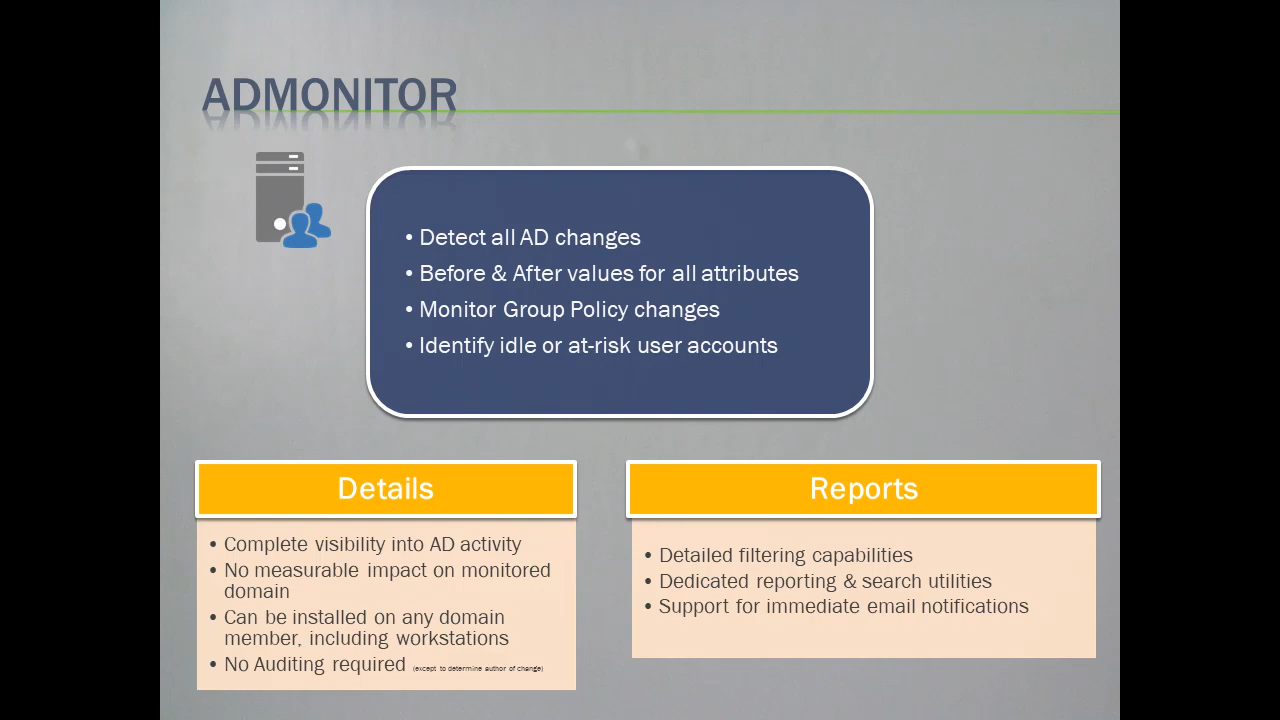 ADMONITOR
• Detect all AD changes
• Before & After values for all attributes
• Monitor Group Policy changes
• Identify idle or at-risk user accounts
Details
• Complete visibility into AD activity
• No measurable impact on monitored
domain
• Can be installed on any domain
member, including workstations
• No Auditing required (except to determine author of change)
Reports
• Detailed filtering capabilities
• Dedicated reporting & search utilities
• Support for immediate email notifications